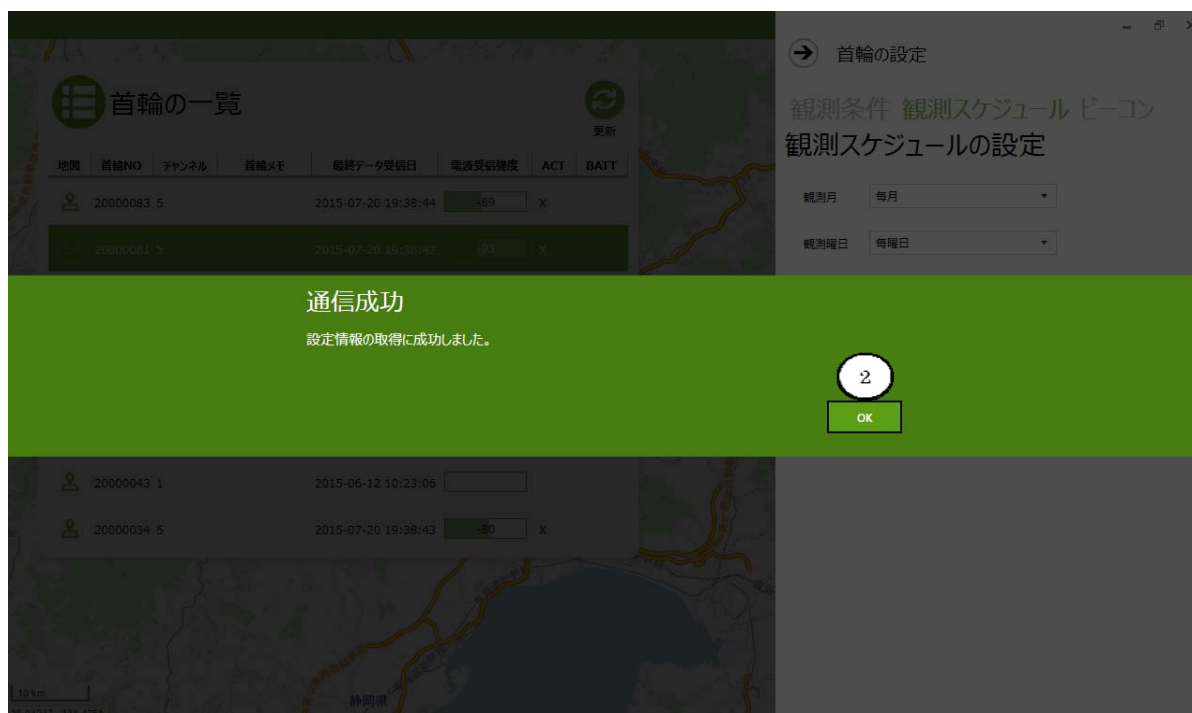 首輪の設定
首輪の一覧
更新
観測条件 観測スケジュール ビーコン
観測スケジュールの設定
地図 首輪NO チャンネル 首輪メモ 最終データ受信日 電波受信強度 ACT BATT
20000083 5 2015-07-20 19:38:44 -89 X
観測月 毎月
20000081 5 2015-07-20 19:38:42 -93 X
観測曜日 毎曜日
通信成功
設定情報の取得に成功しました。
2
OK
20000043 1 2015-06-12 10:23:06
20000034 5 2015-07-20 19:38:43 -80 X
10 km
静岡県